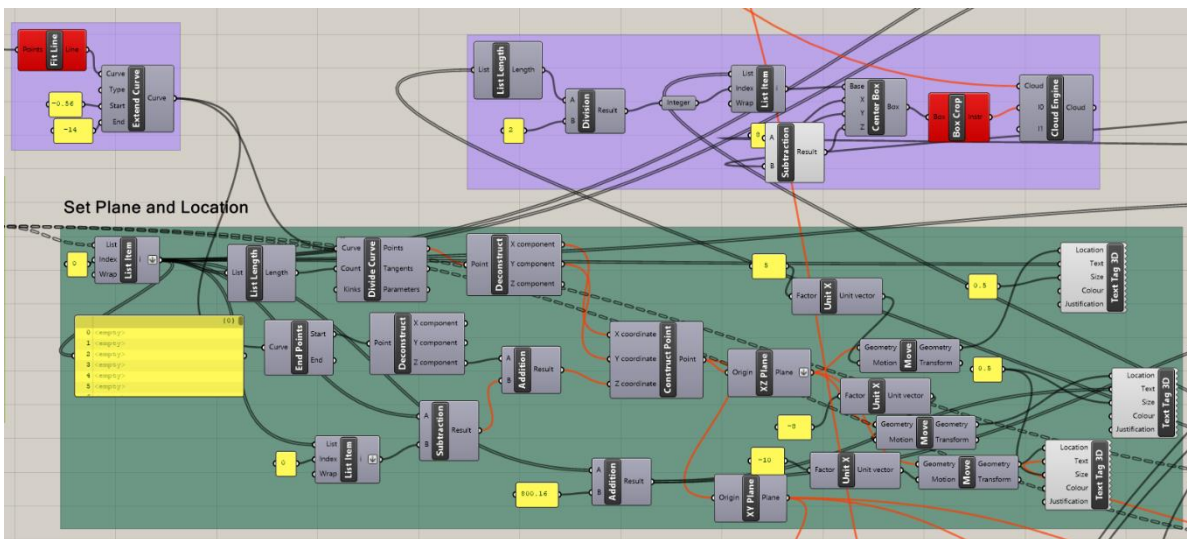 Points
Fit Line
Line
Curve
Type
Start
End
Extend Curve
Curve
-0.56
-14
List
List Length
Length
2
A
B
Division
Result
Integer
List
Index
Wrap
List Item
i
A
B
Subtraction
Result
Base
X
Y
Z
Center Box
Box
Box
Box Crop
Instr
Cloud
I0
I1
Cloud Engine
Cloud
Set Plane and Location
0
List
Index
Wrap
List Item
i
List
List Length
Length
Curve
Count
Kinks
Divide Curve
Points
Tangents
Parameters
Point
Deconstruct
X component
Y component
Z component
5
Factor
Unit X
Unit vector
0.5
Location
Text
Size
Colour
Justification
Text Tag 3D
{0}
0 <empty>
1 <empty>
2 <empty>
3 <empty>
4 <empty>
5 <empty>
Curve
End Points
Start
End
Point
Deconstruct
X component
Y component
Z component
A
B
Addition
Result
X coordinate
Y coordinate
Z coordinate
Construct Point
Point
Origin
XZ Plane
Plane
Geometry
Motion
Move
Geometry
Transform
0.5
Factor
Unit X
Unit vector
Geometry
Motion
Move
Geometry
Transform
Location
Text
Size
Colour
Justification
Text Tag 3D
A
B
Subtraction
Result
0
List
Index
Wrap
List Item
i
800.16
A
B
Addition
Result
-10
Factor
Unit X
Unit vector
Geometry
Motion
Move
Geometry
Transform
Origin
XY Plane
Plane
Location
Text
Size
Colour
Justification
Text Tag 3D